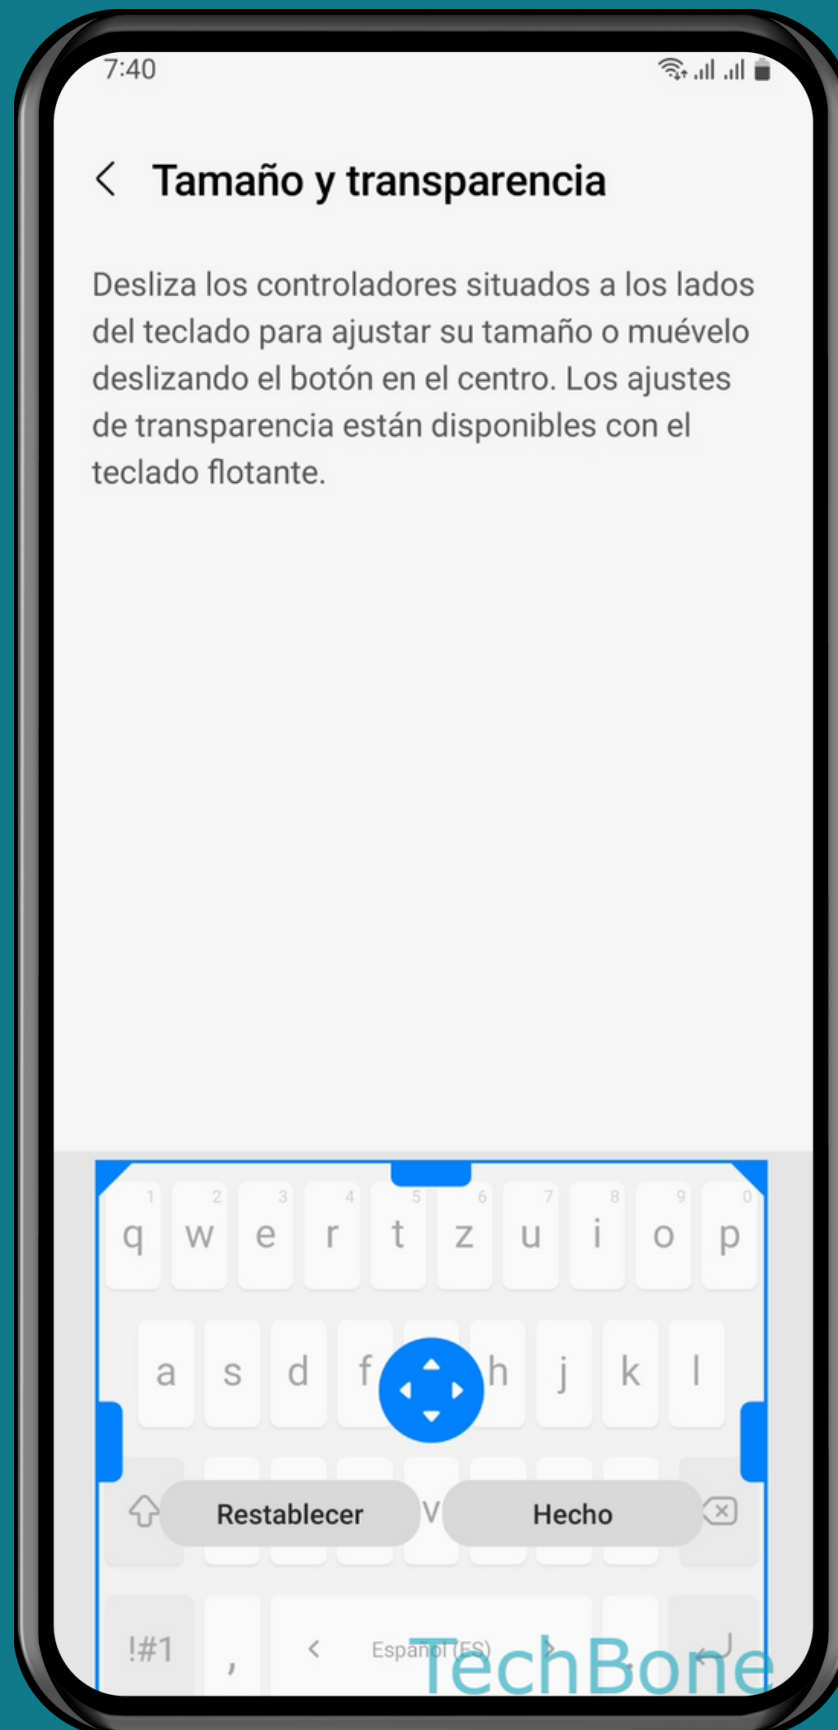 7:40
Tamaño y transparencia
Desliza los controladores situados a los lados
del teclado para ajustar su tamaño o muévelo
deslizando el botón en el centro. Los ajustes
de transparencia están disponibles con el
teclado flotante.
1 2 3 4 5 6 7 8 9 0
q w e r t z u i o p
a s d f h j k l
Restablecer v Hecho
!#1 , < Español (ES) > .
TechBone